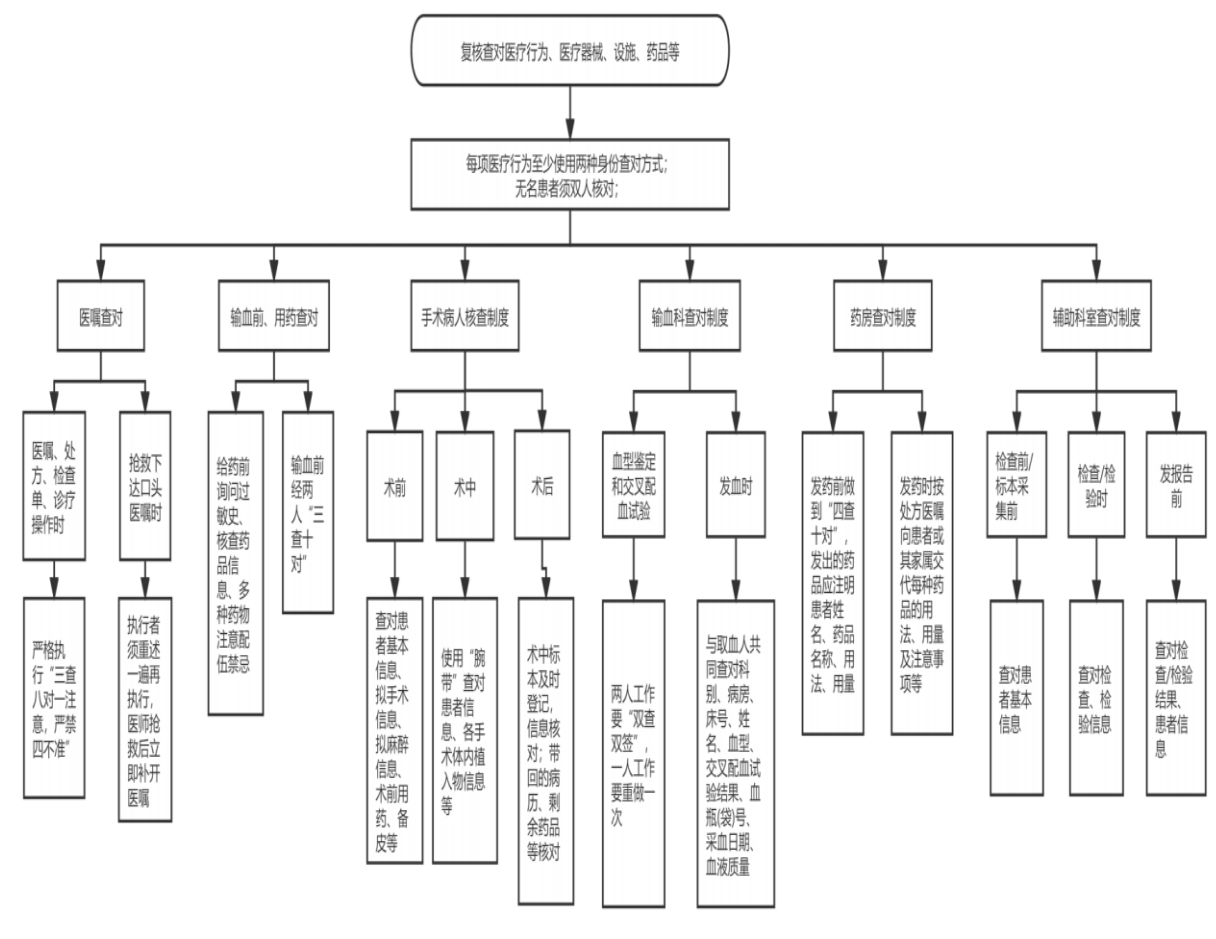 复核查对医疗行为、医疗器械、设施、药品等
每项医疗行为至少使用两种身份查对方式；
无名患者须双人核对；
医嘱查对
输血前、用药查对
手术病人核查制度
输血科查对制度
药房查对制度
辅助科室查对制度
医嘱、处
方、检查
单、诊疗
操作时
抢救下
达口头
医嘱时
给药前
询问过
敏史、
核查药
品信
息、多
种药物
注意配
伍禁忌
输血前
经两
人“三
查十
对”
术前
术中
术后
血型鉴定
和交叉配
血试验
发血时
发药前做
到“四查
十对”，
发出的药
品应注明
患者姓
名、药品
名称、用
法、用量
发药时按
处方医嘱
向患者或
其家属交
代每种药
品的用
法、用量
及注意事
项等
检查前/
标本采
集前
检查/检
验时
发报告
前
严格执
行“三查
八对一注
意，严禁
四不准”
执行者
须重述
一遍再
执行，
医师抢
救后立
即补开
医嘱
查对患
者基本
信息、
拟手术
信息、
拟麻醉
信息、
术前用
药、备
皮等
使用“腕
带”查对
患者信
息、各手
术体内植
入物信息
等
术中标
本及时
登记，
信息核
对；带
回的病
历、剩
余药品
等核对
两人工作
要“双查
双签”，
一人工作
要重做一
次
与取血人共
同查对科
别、病房、
床号、姓
名、血型、
交叉配血试
验结果、血
瓶(袋)号、
采血日期、
血液质量
查对患
者基本
信息
查对检
查、检
验信息
查对检
查/检验
结果、
患者信
息